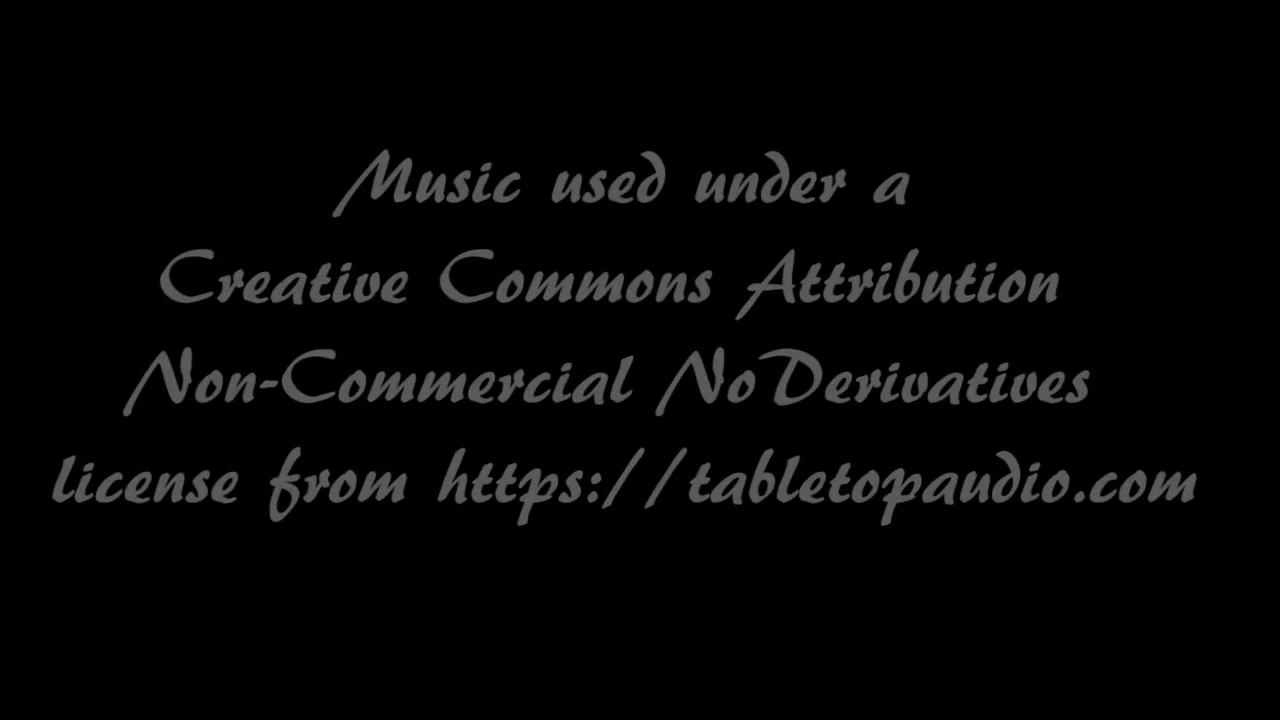 Music used under a
Creative Commons Attribution
Non-Commercial NoDerivatives
license from https://tabletopaudio.com